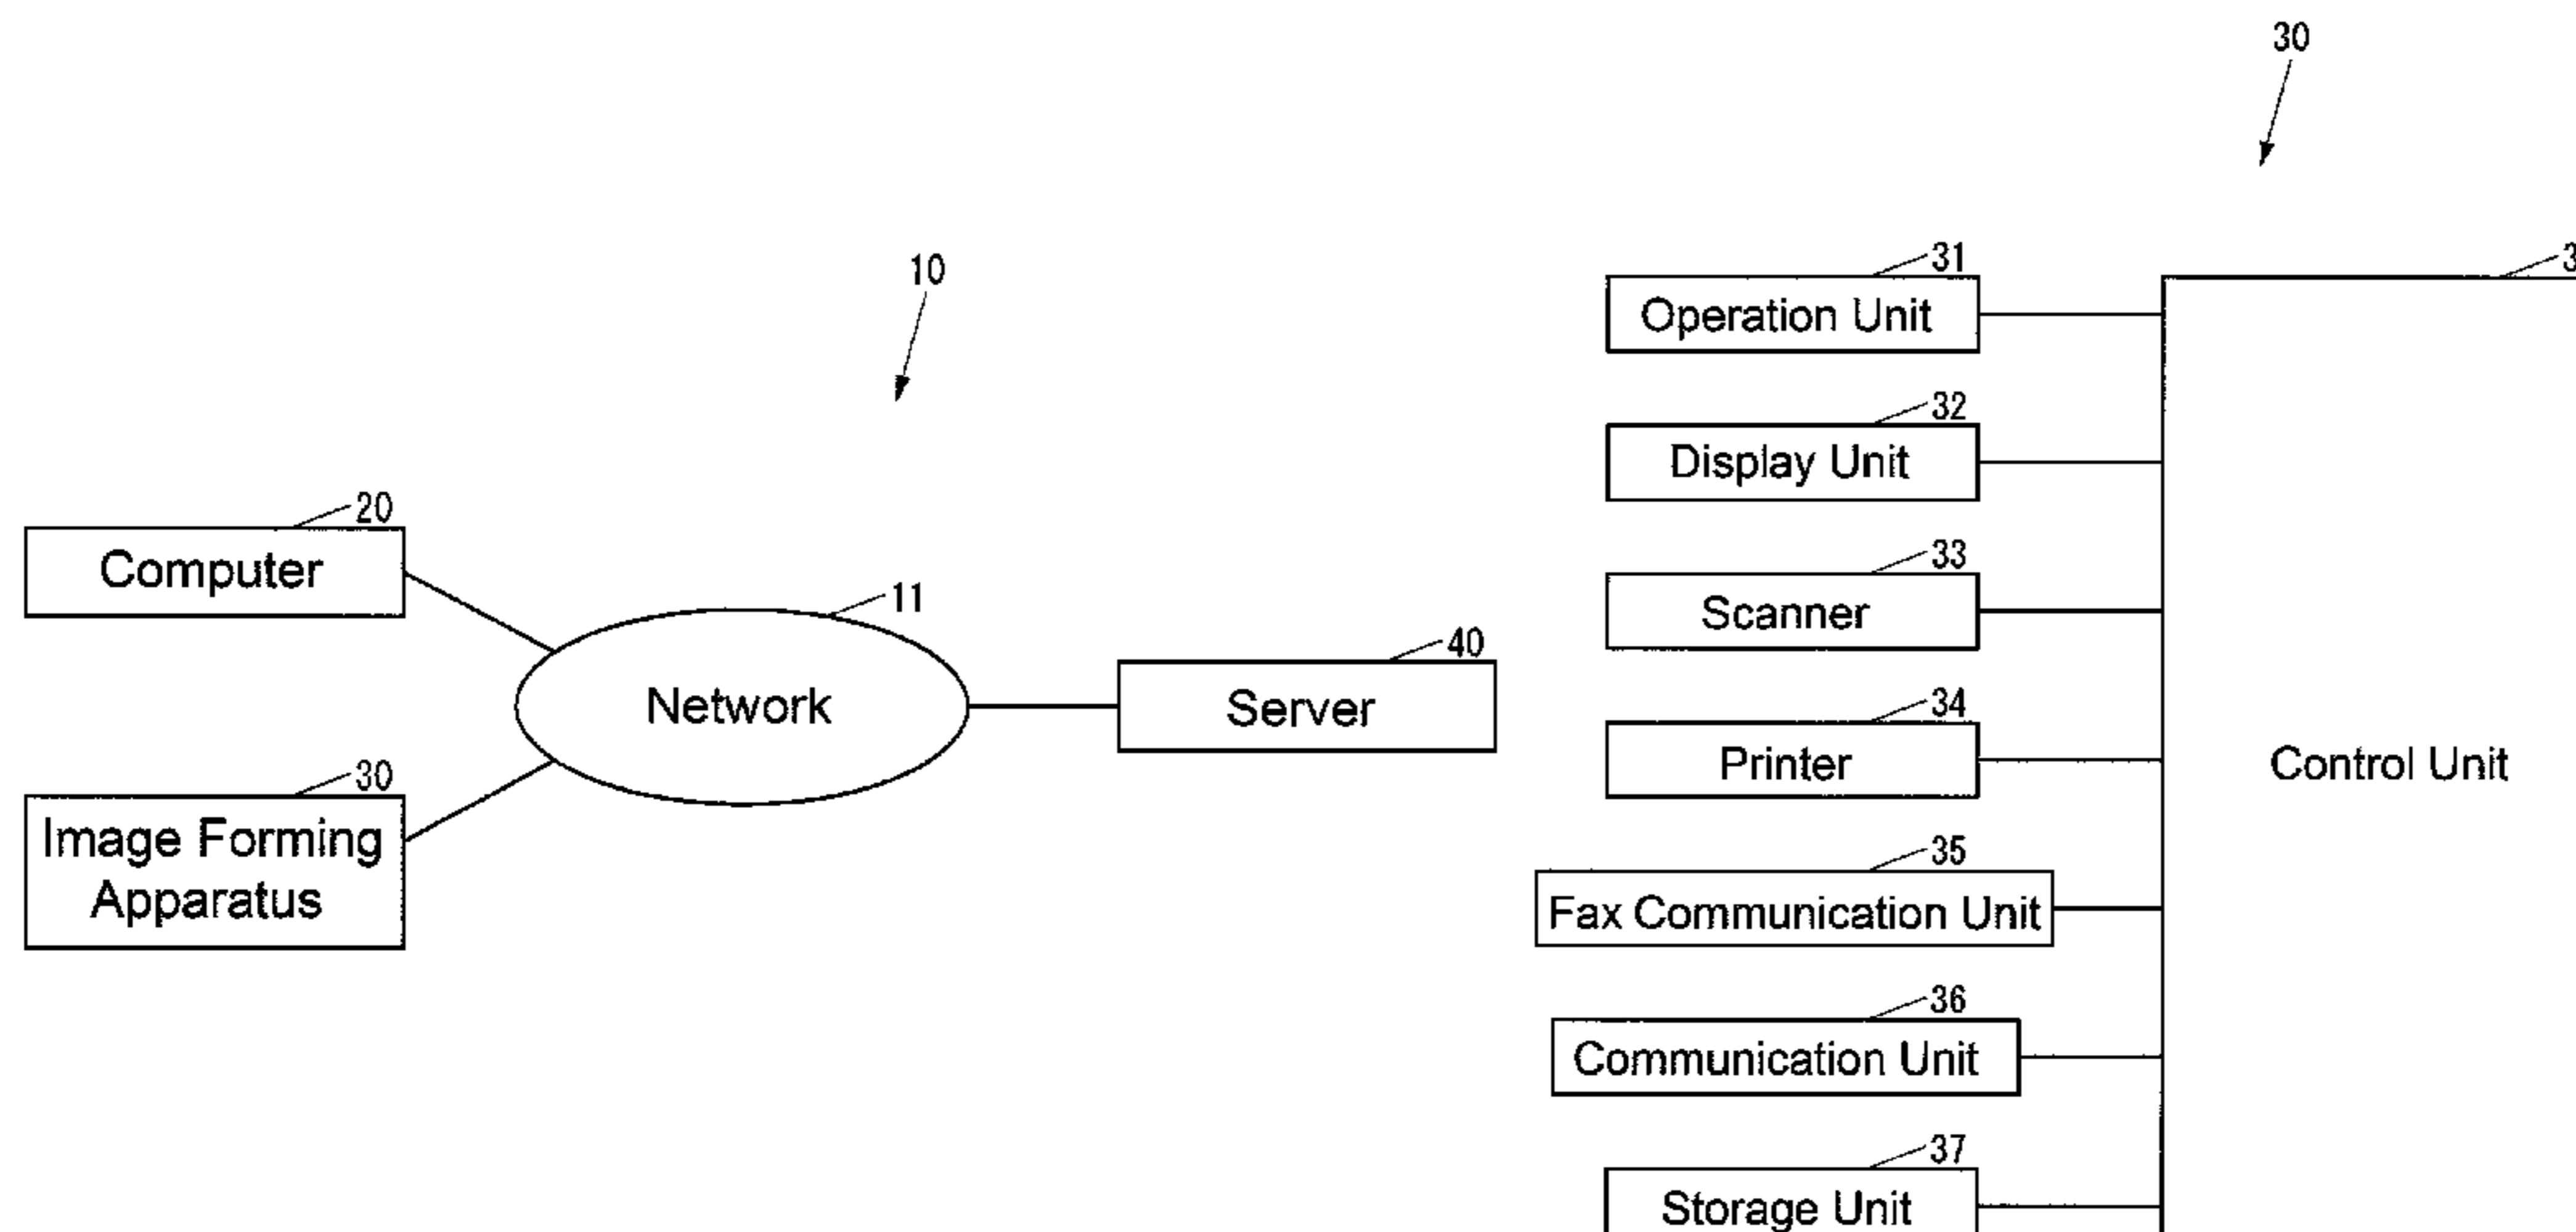 10
20
Computer
11
Network
40
Server
30
Image Forming
Apparatus
30
31
Operation Unit
32
Display Unit
33
Scanner
34
Printer
35
Fax Communication Unit
36
Communication Unit
37
Storage Unit
Control Unit